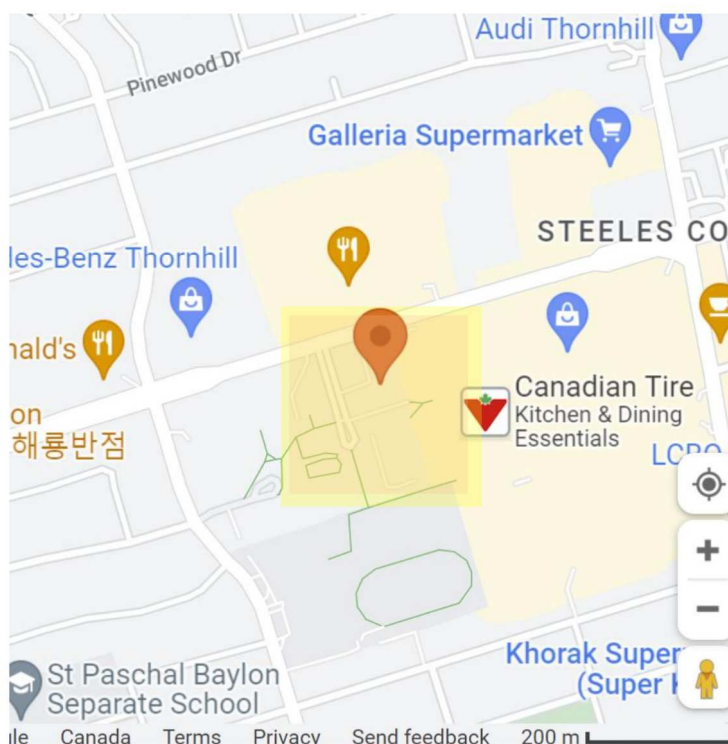 Audi Thornhill
Pinewood Dr
Galleria Supermarket
STEELES CO
les-Benz Thornhill
nald's
Canadian Tire
Kitchen & Dining
Essentials
on
해룡반점
LCBO
Khorak Super
(Super K
St Paschal Baylon
Separate School
Canada Terms Privacy Send feedback 200 m